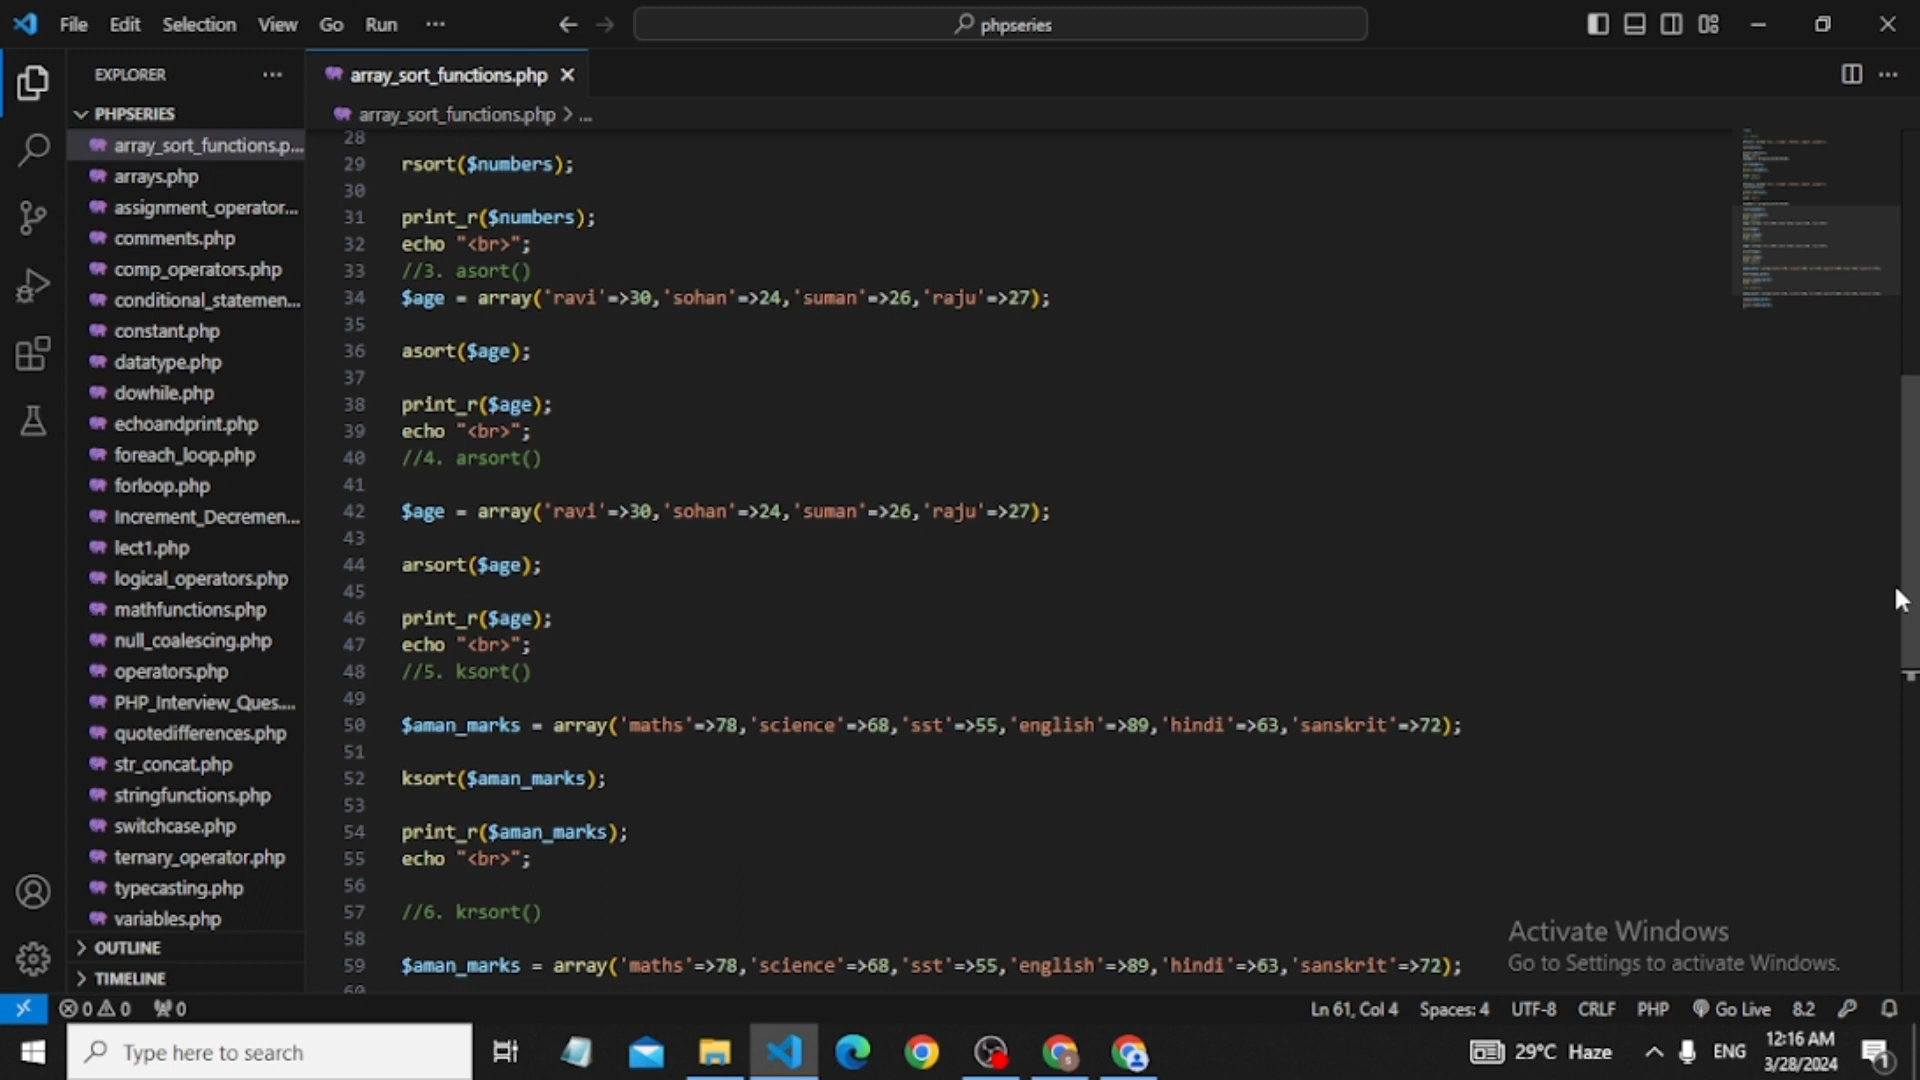 File Edit Selection View Go Run ···
phpseries
EXPLORER ···
array_sort_functions.php
PHPSERIES
array_sort_functions.php > ...
array_sort_functions.p...
arrays.php
assignment_operator...
comments.php
comp_operators.php
conditional_statemen...
constant.php
datatype.php
dowhile.php
echoandprint.php
foreach_loop.php
forloop.php
Increment_Decremen...
lect1.php
logical_operators.php
mathfunctions.php
null_coalescing.php
operators.php
PHP_Interview_Ques....
quotedifferences.php
str_concat.php
stringfunctions.php
switchcase.php
ternary_operator.php
typecasting.php
variables.php
OUTLINE
TIMELINE
28
29 rsort($numbers);
30
31 print_r($numbers);
32 echo "<br>";
33 //3. asort()
34 $age = array('ravi'=>30,'sohan'=>24,'suman'=>26,'raju'=>27);
35
36 asort($age);
37
38 print_r($age);
39 echo "<br>";
40 //4. arsort()
41
42 $age = array('ravi'=>30,'sohan'=>24,'suman'=>26,'raju'=>27);
43
44 arsort($age);
45
46 print_r($age);
47 echo "<br>";
48 //5. ksort()
49
50 $aman_marks = array('maths'=>78,'science'=>68,'sst'=>55,'english'=>89,'hindi'=>63,'sanskrit'=>72);
51
52 ksort($aman_marks);
53
54 print_r($aman_marks);
55 echo "<br>";
56
57 //6. krsort()
58
59 $aman_marks = array('maths'=>78,'science'=>68,'sst'=>55,'english'=>89,'hindi'=>63,'sanskrit'=>72);
60
Activate Windows
Go to Settings to activate Windows.
0 0 0 Ln 61, Col 4 Spaces: 4 UTF-8 CRLF PHP Go Live 8.2
Type here to search
29°C Haze ENG
12:16 AM
3/28/2024
1